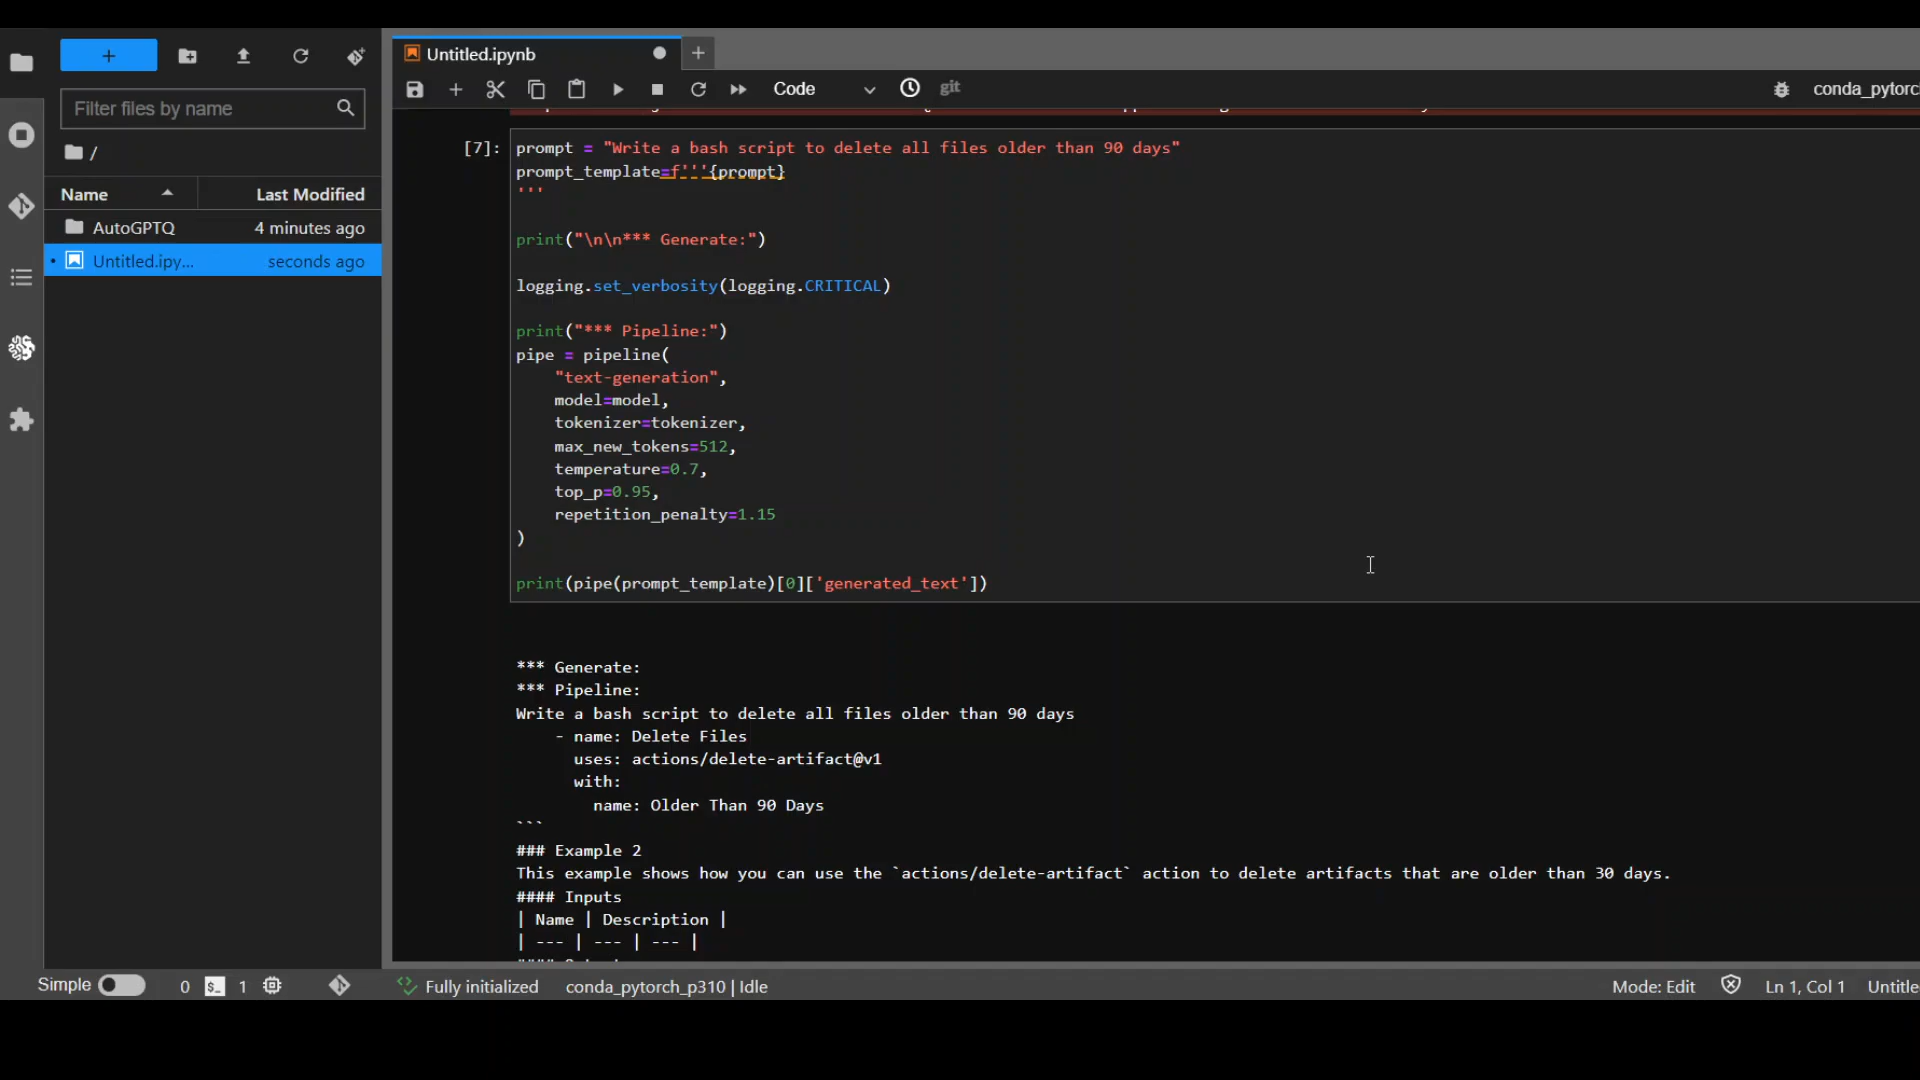 Untitled.ipynb
Code
git
conda_pytorc
Filter files by name
/
Name
Last Modified
AutoGPTQ
4 minutes ago
Untitled.ipy...
seconds ago
[7]:
prompt = "Write a bash script to delete all files older than 90 days"
prompt_template=f'''{prompt}
'''
print("\n\n*** Generate:")
logging.set_verbosity(logging.CRITICAL)
print("*** Pipeline:")
pipe = pipeline(
"text-generation",
model=model,
tokenizer=tokenizer,
max_new_tokens=512,
temperature=0.7,
top_p=0.95,
repetition_penalty=1.15
)
print(pipe(prompt_template)[0]['generated_text'])
*** Generate:
*** Pipeline:
Write a bash script to delete all files older than 90 days
- name: Delete Files
uses: actions/delete-artifact@v1
with:
name: Older Than 90 Days
```
### Example 2
This example shows how you can use the `actions/delete-artifact` action to delete artifacts that are older than 30 days.
#### Inputs
| Name | Description |
| --- | --- | --- |
Simple
0
$_
1
Fully initialized
conda_pytorch_p310 | Idle
Mode: Edit
Ln 1, Col 1
Untitle